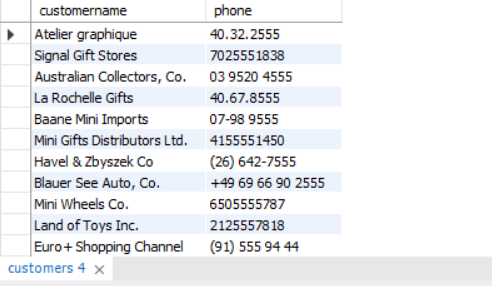 customername phone
Atelier graphique 40.32.2555
Signal Gift Stores 7025551838
Australian Collectors, Co. 03 9520 4555
La Rochelle Gifts 40.67.8555
Baane Mini Imports 07-98 9555
Mini Gifts Distributors Ltd. 4155551450
Havel & Zbyszek Co (26) 642-7555
Blauer See Auto, Co. +49 69 66 90 2555
Mini Wheels Co. 6505555787
Land of Toys Inc. 2125557818
Euro+ Shopping Channel (91) 555 94 44
customers 4 ×